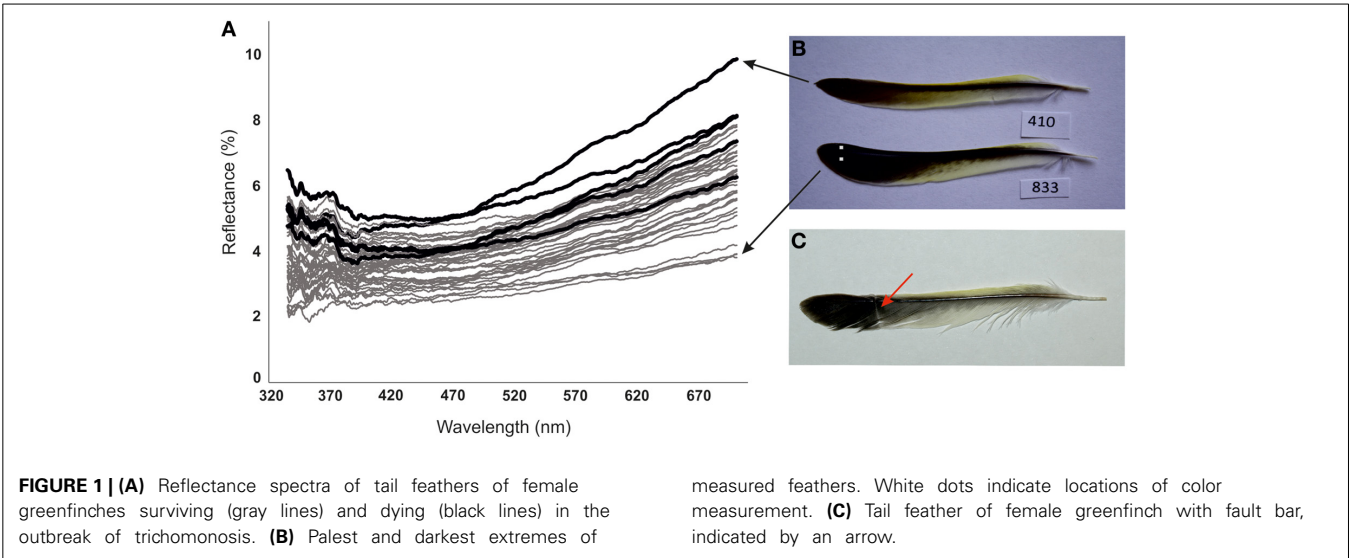 A
10
8
6
4
2
0
Reflectance (%)
320 370 420 470 520 570 620 670
Wavelength (nm)
B
410
833
C
FIGURE 1 | (A) Reflectance spectra of tail feathers of female
greenfinches surviving (gray lines) and dying (black lines) in the
outbreak of trichomonosis. (B) Palest and darkest extremes of
measured feathers. White dots indicate locations of color
measurement. (C) Tail feather of female greenfinch with fault bar,
indicated by an arrow.